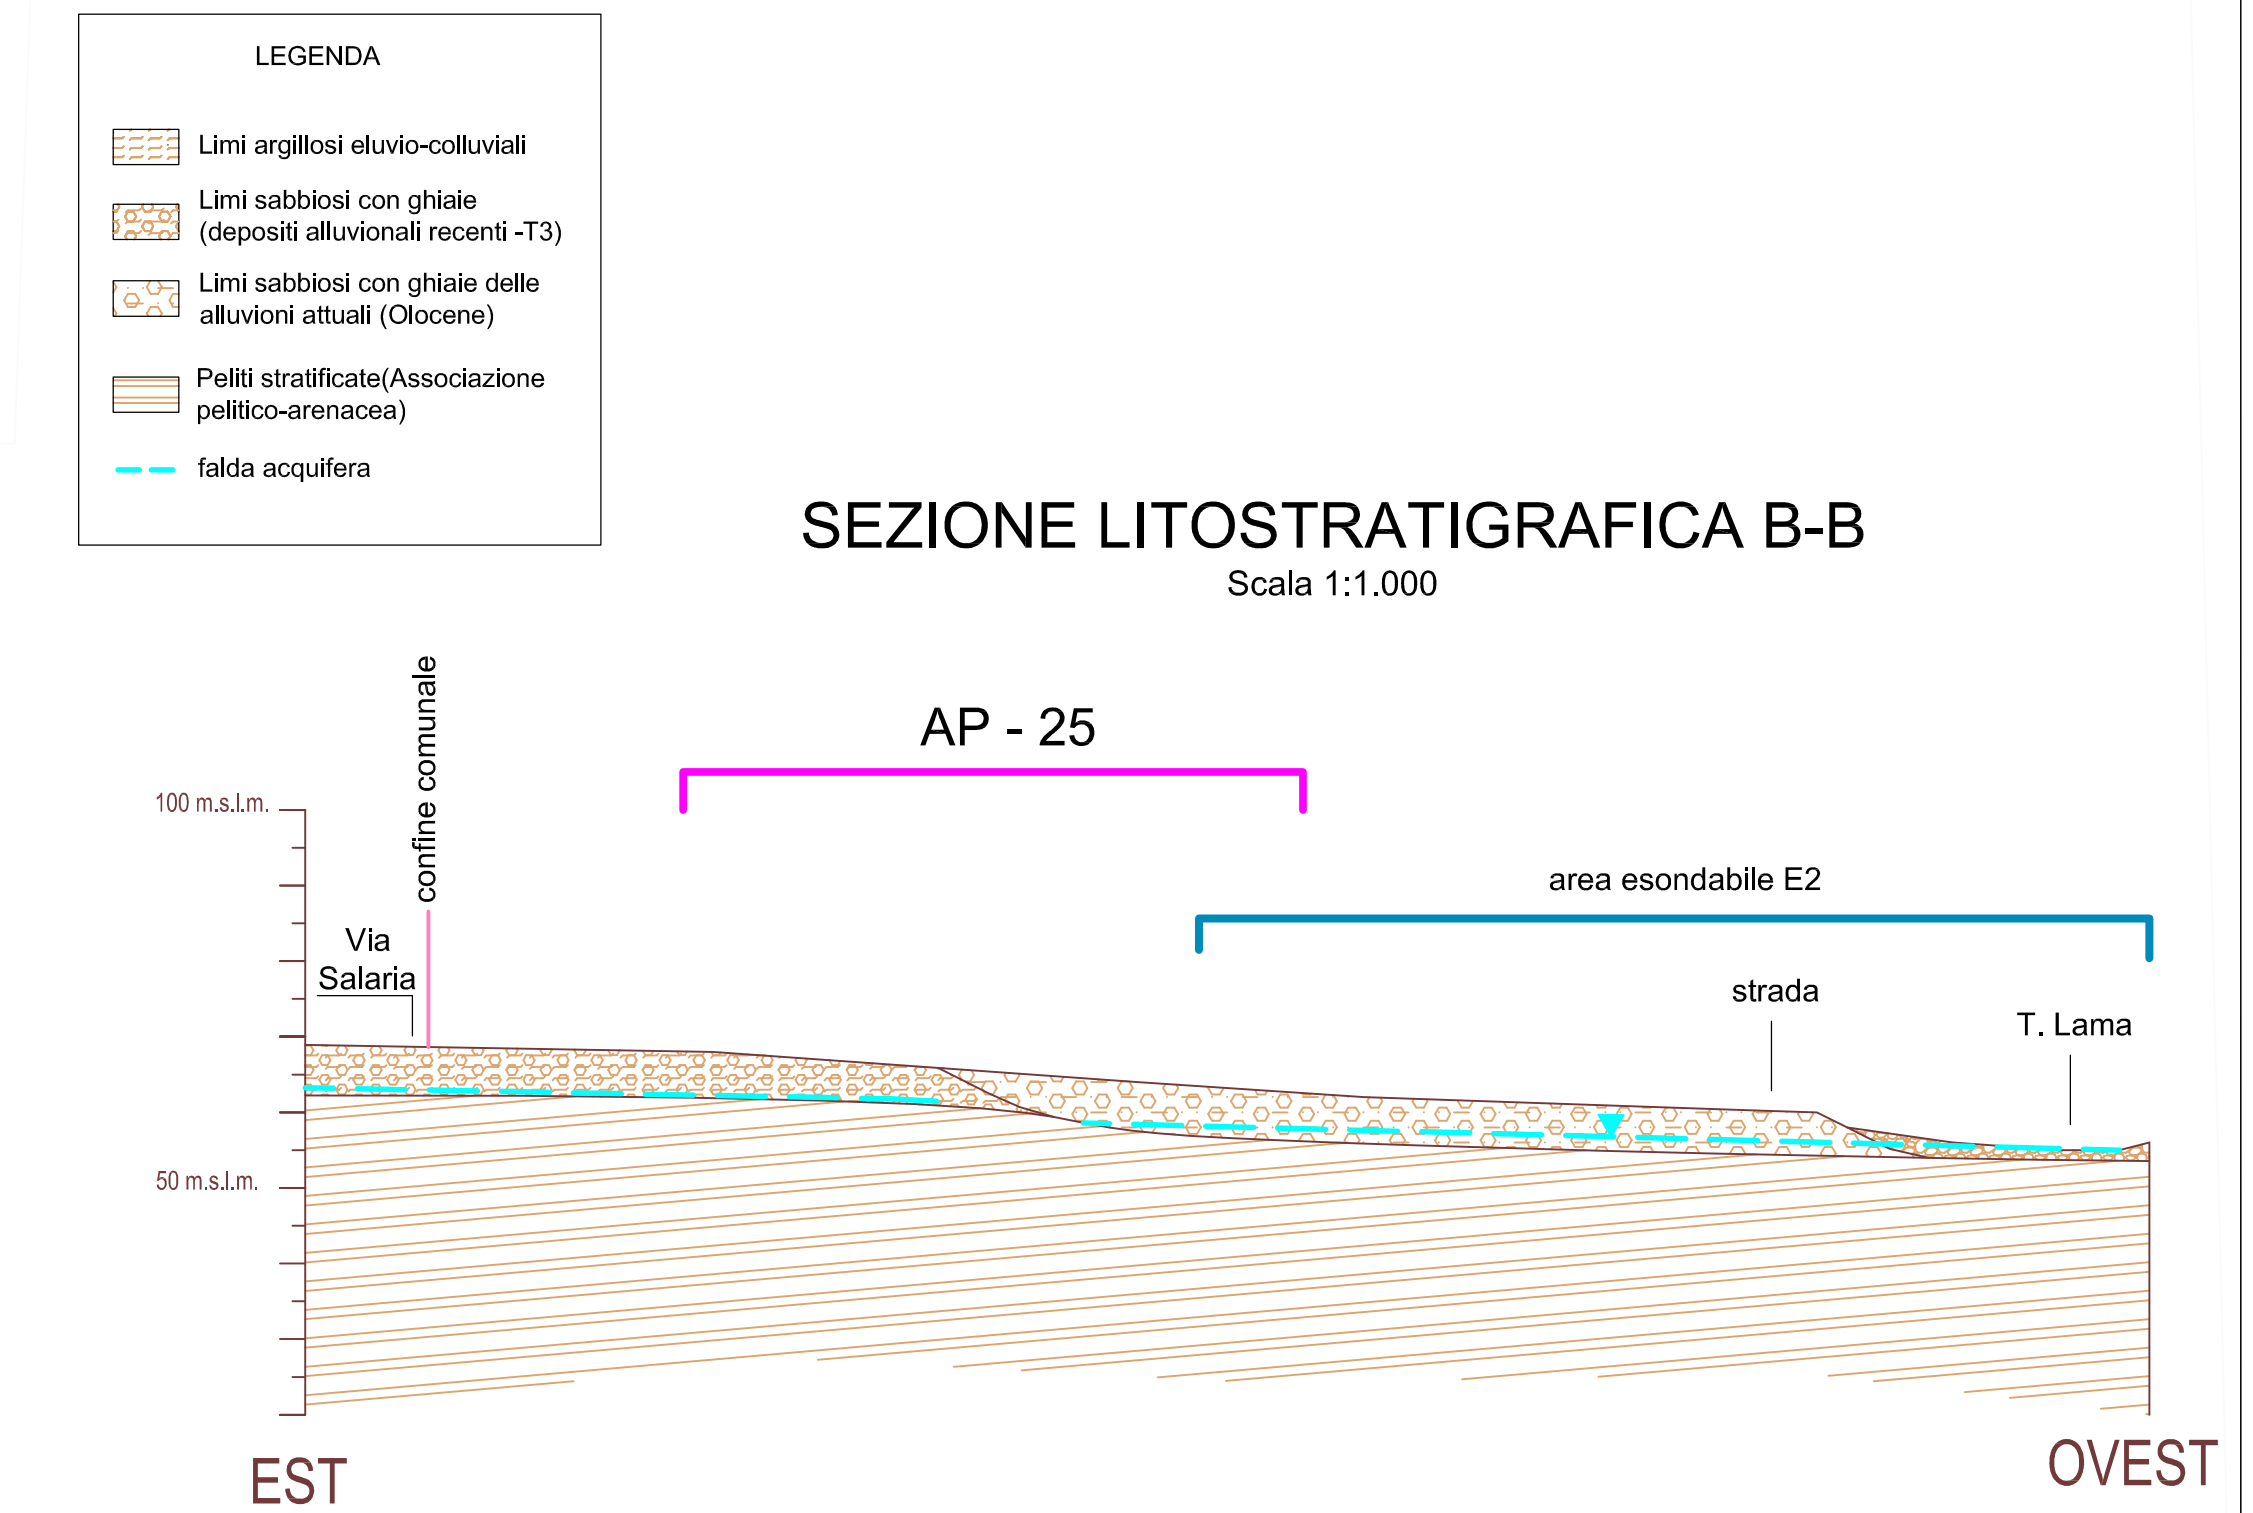 LEGENDA
Limi argillosi eluvio-colluviali
Limi sabbiosi con ghiaie
(depositi alluvionali recenti -T3)
Limi sabbiosi con ghiaie delle
alluvioni attuali (Olocene)
Peliti stratificate(Associazione
pelitico-arenacea)
falda acquifera
SEZIONE LITOSTRATIGRAFICA B-B
Scala 1:1.000
confine comunale
AP - 25
100 m.s.l.m.
area esondabile E2
Via
Salaria
strada
T. Lama
50 m.s.l.m.
EST
OVEST